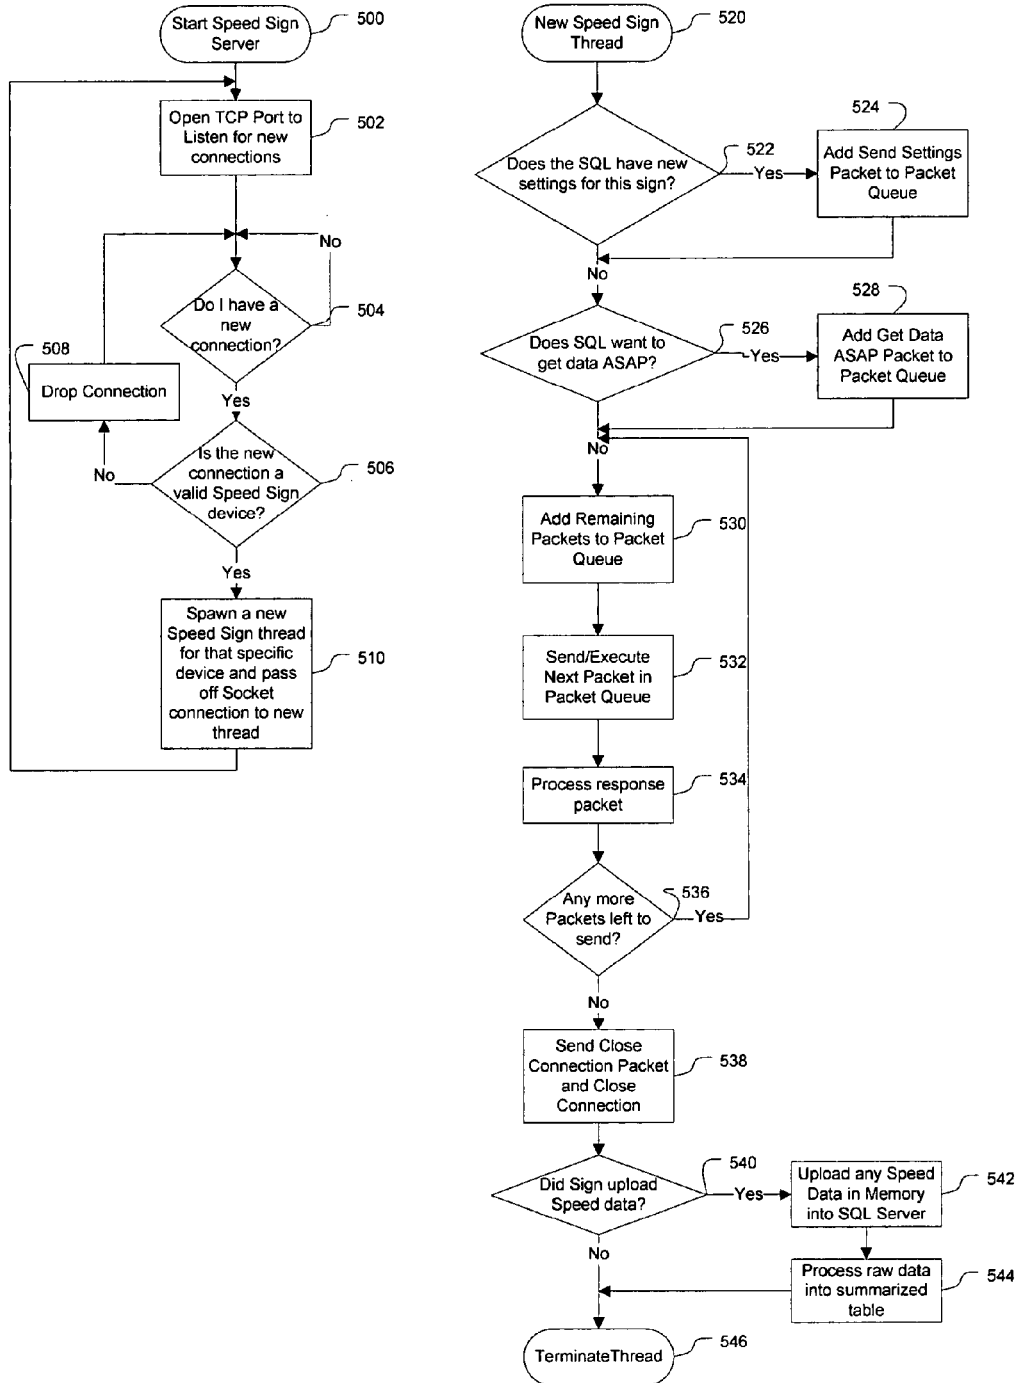 Start Speed Sign
Server
500
Open TCP Port to
Listen for new
connections
502
No
Do I have a
new
connection?
504
508
Drop Connection
Yes
No
Is the new
connection a
valid Speed Sign
device?
506
Yes
Spawn a new
Speed Sign thread
for that specific
device and pass
off Socket
connection to new
thread
510
New Speed Sign
Thread
520
Does the SQL have new
settings for this sign?
522
Yes
524
Add Send Settings
Packet to Packet
Queue
No
Does SQL want to
get data ASAP?
526
Yes
528
Add Get Data
ASAP Packet to
Packet Queue
No
Add Remaining
Packets to Packet
Queue
530
Send/Execute
Next Packet in
Packet Queue
532
Process response
packet
534
Any more
Packets left to
send?
536
Yes
No
Send Close
Connection Packet
and Close
Connection
538
Did Sign upload
Speed data?
540
Yes
Upload any Speed
Data in Memory
into SQL Server
542
No
Process raw data
into summarized
table
544
TerminateThread
546